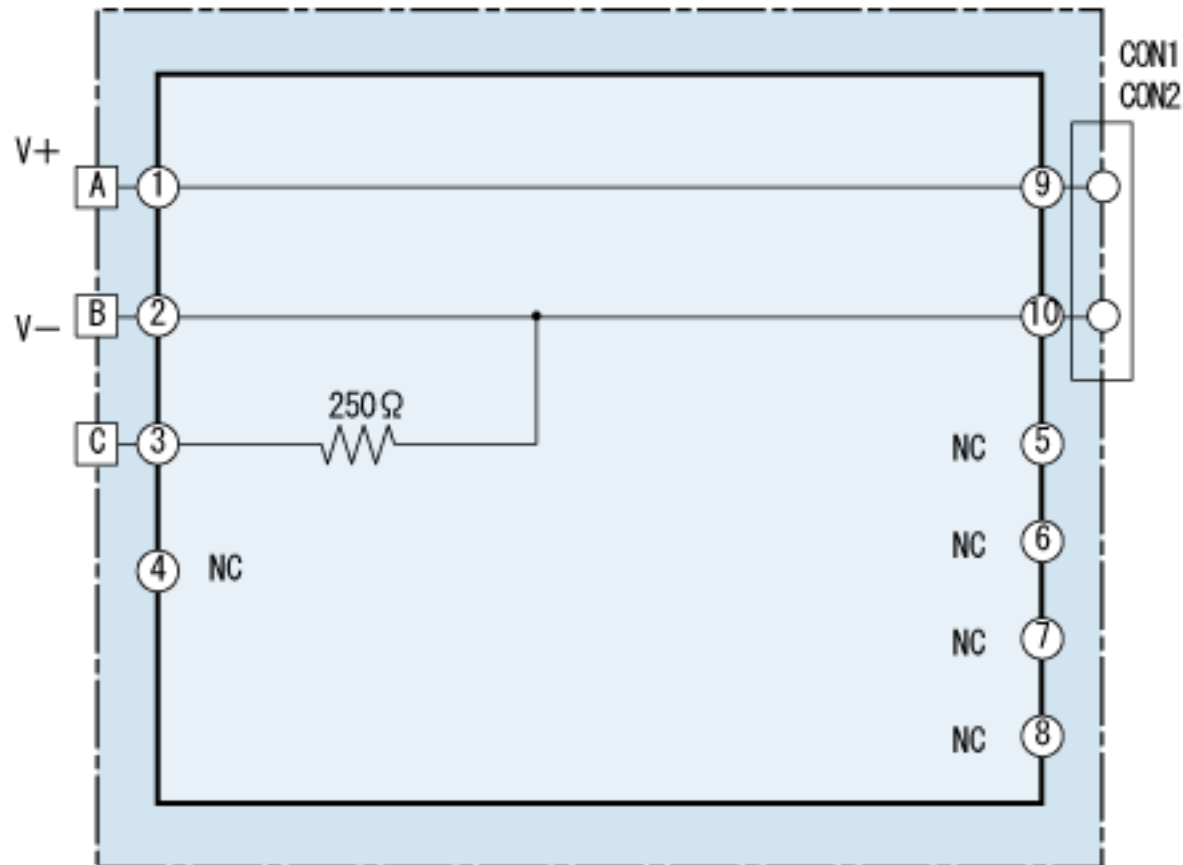 CON1
CON2
V+
A 1 9
V− B 2 10
250Ω
C 3 NC 5
NC 6
4 NC
NC 7
NC 8